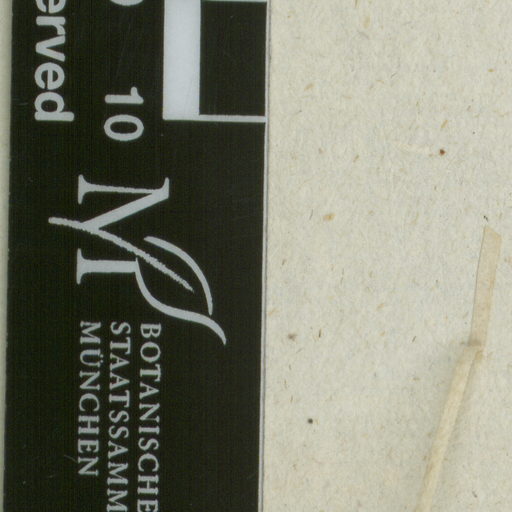 erved
10
BOTANISCHE
STAATSSAMM
MÜNCHEN